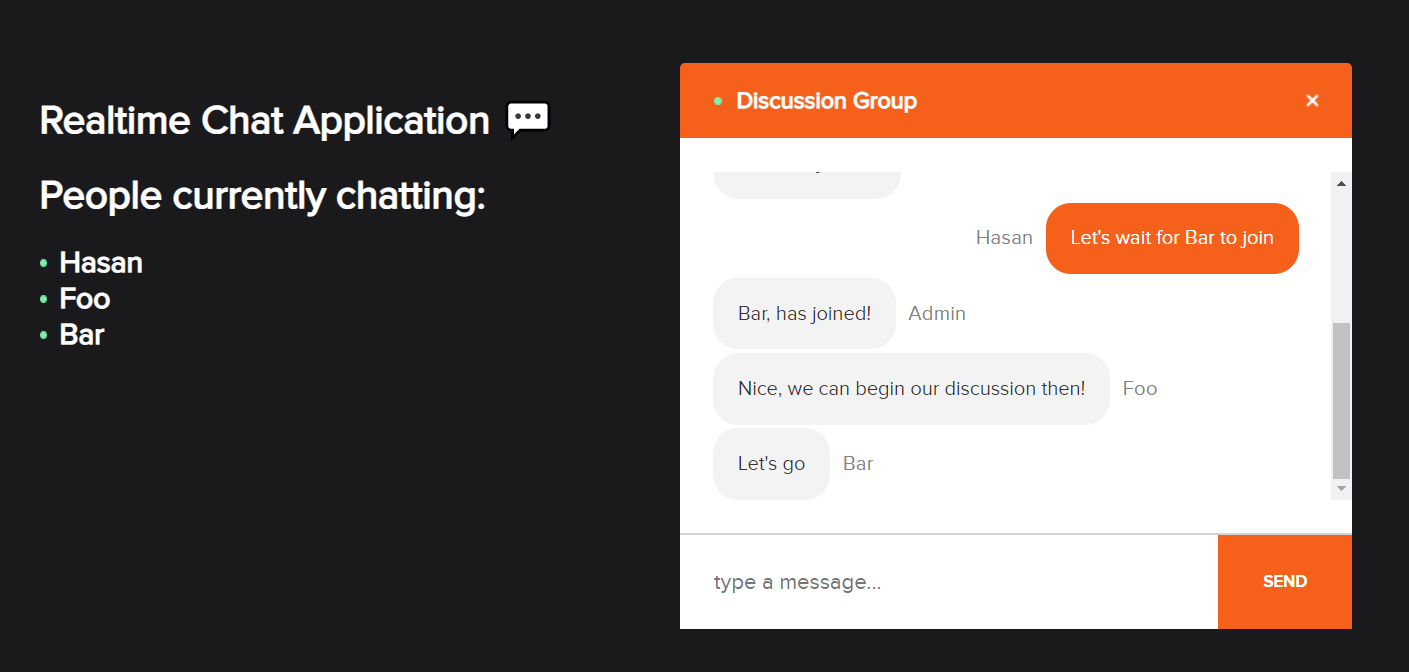 Realtime Chat Application
People currently chatting:
Hasan
Foo
Bar
Discussion Group
Hasan Let's wait for Bar to join
Bar, has joined! Admin
Nice, we can begin our discussion then! Foo
Let's go Bar
type a message...
SEND